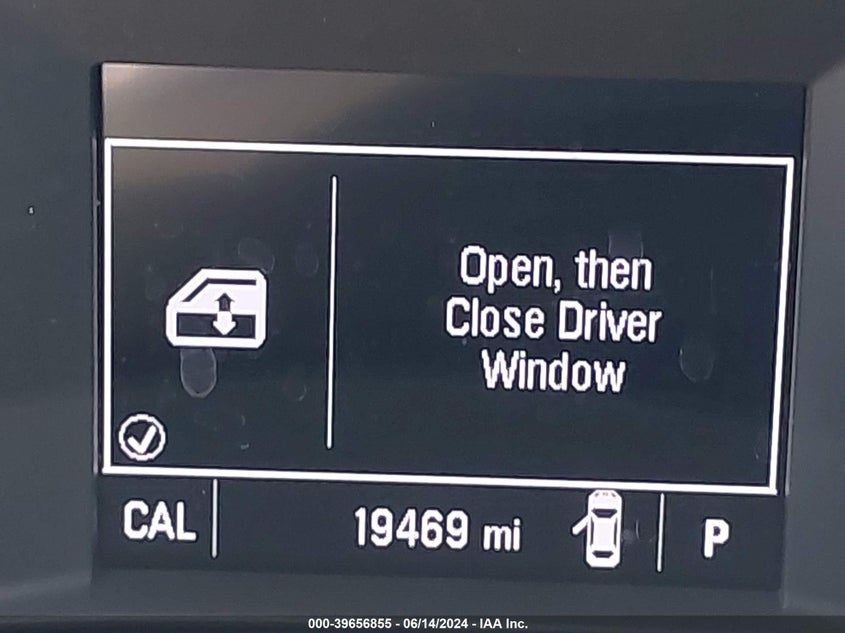 Open, then
Close Driver
Window
CAL
19469 mi
P
000-39656855 - 06/14/2024 - IAA Inc.